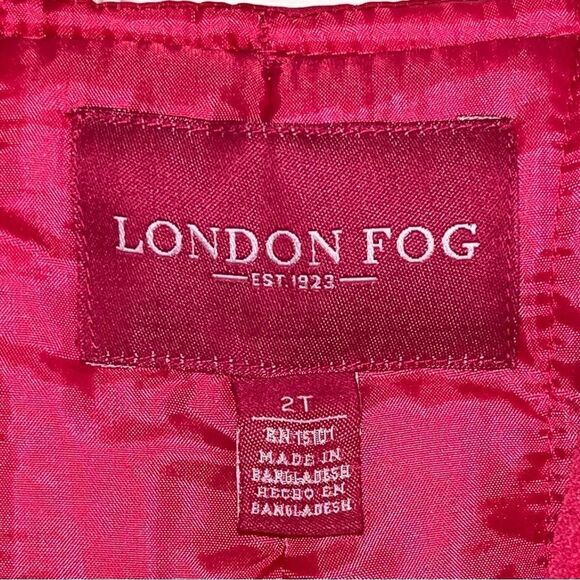 LONDON FOG
EST. 1923
2T
RN 15101
MADE IN
BANGLADESH
HECHO EN
BANGLADESH